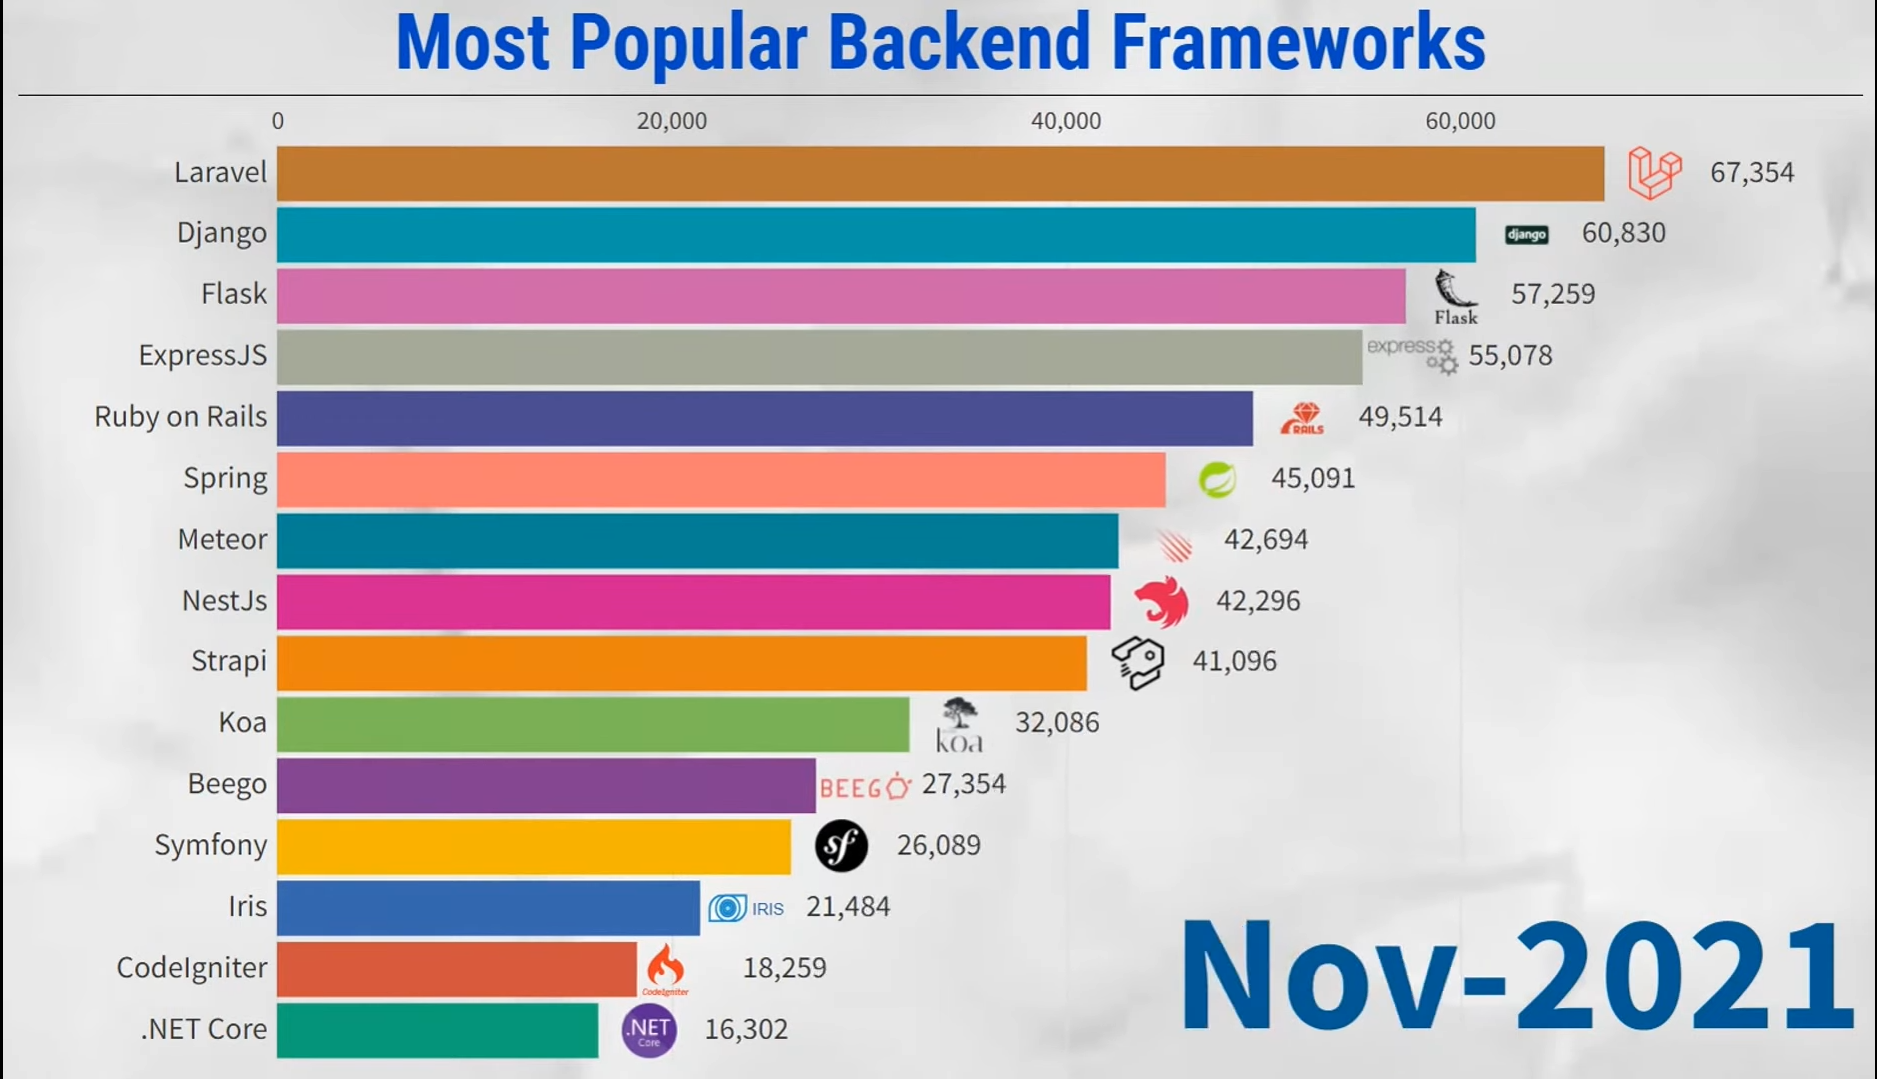 Most Popular Backend Frameworks
0 20,000 40,000 60,000
Laravel 67,354
Django django 60,830
Flask Flask 57,259
ExpressJS express 55,078
Ruby on Rails RAILS 49,514
Spring 45,091
Meteor 42,694
NestJs 42,296
Strapi 41,096
Koa koa 32,086
Beego BEEGO 27,354
Symfony sf 26,089
Iris IRIS 21,484
CodeIgniter CodeIgniter 18,259
.NET Core .NET Core 16,302
Nov-2021